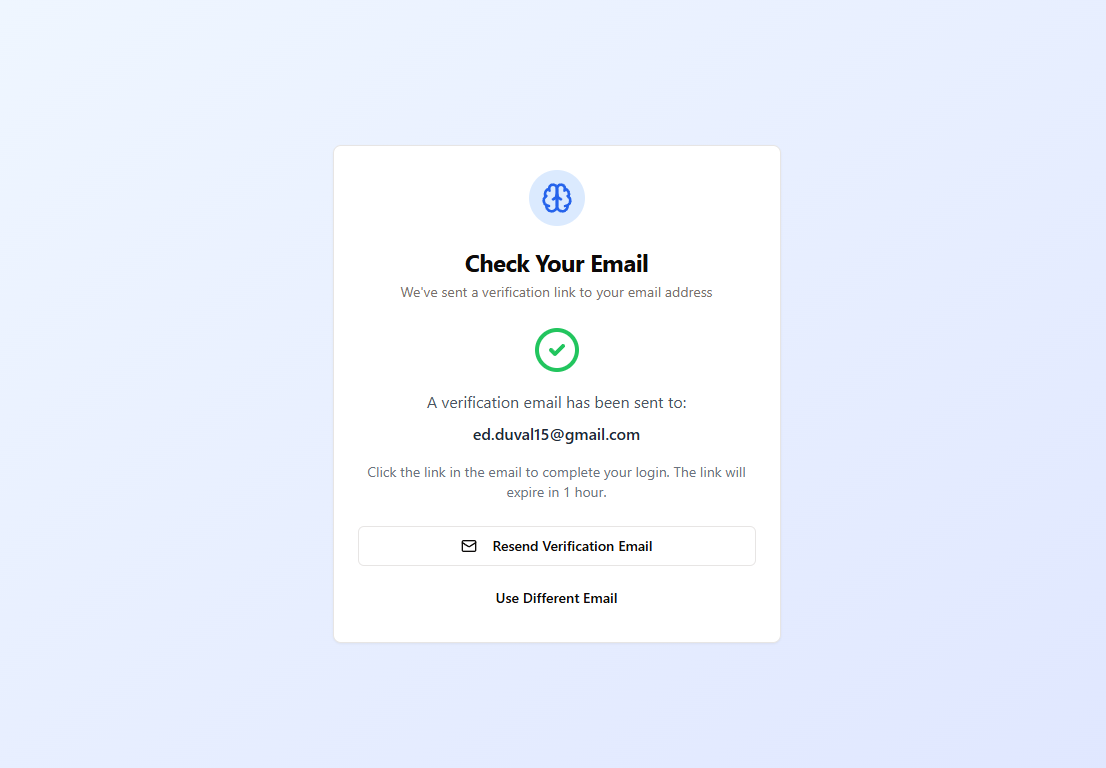 Check Your Email
We've sent a verification link to your email address
A verification email has been sent to:
ed.duval15@gmail.com
Click the link in the email to complete your login. The link will
expire in 1 hour.
Resend Verification Email
Use Different Email